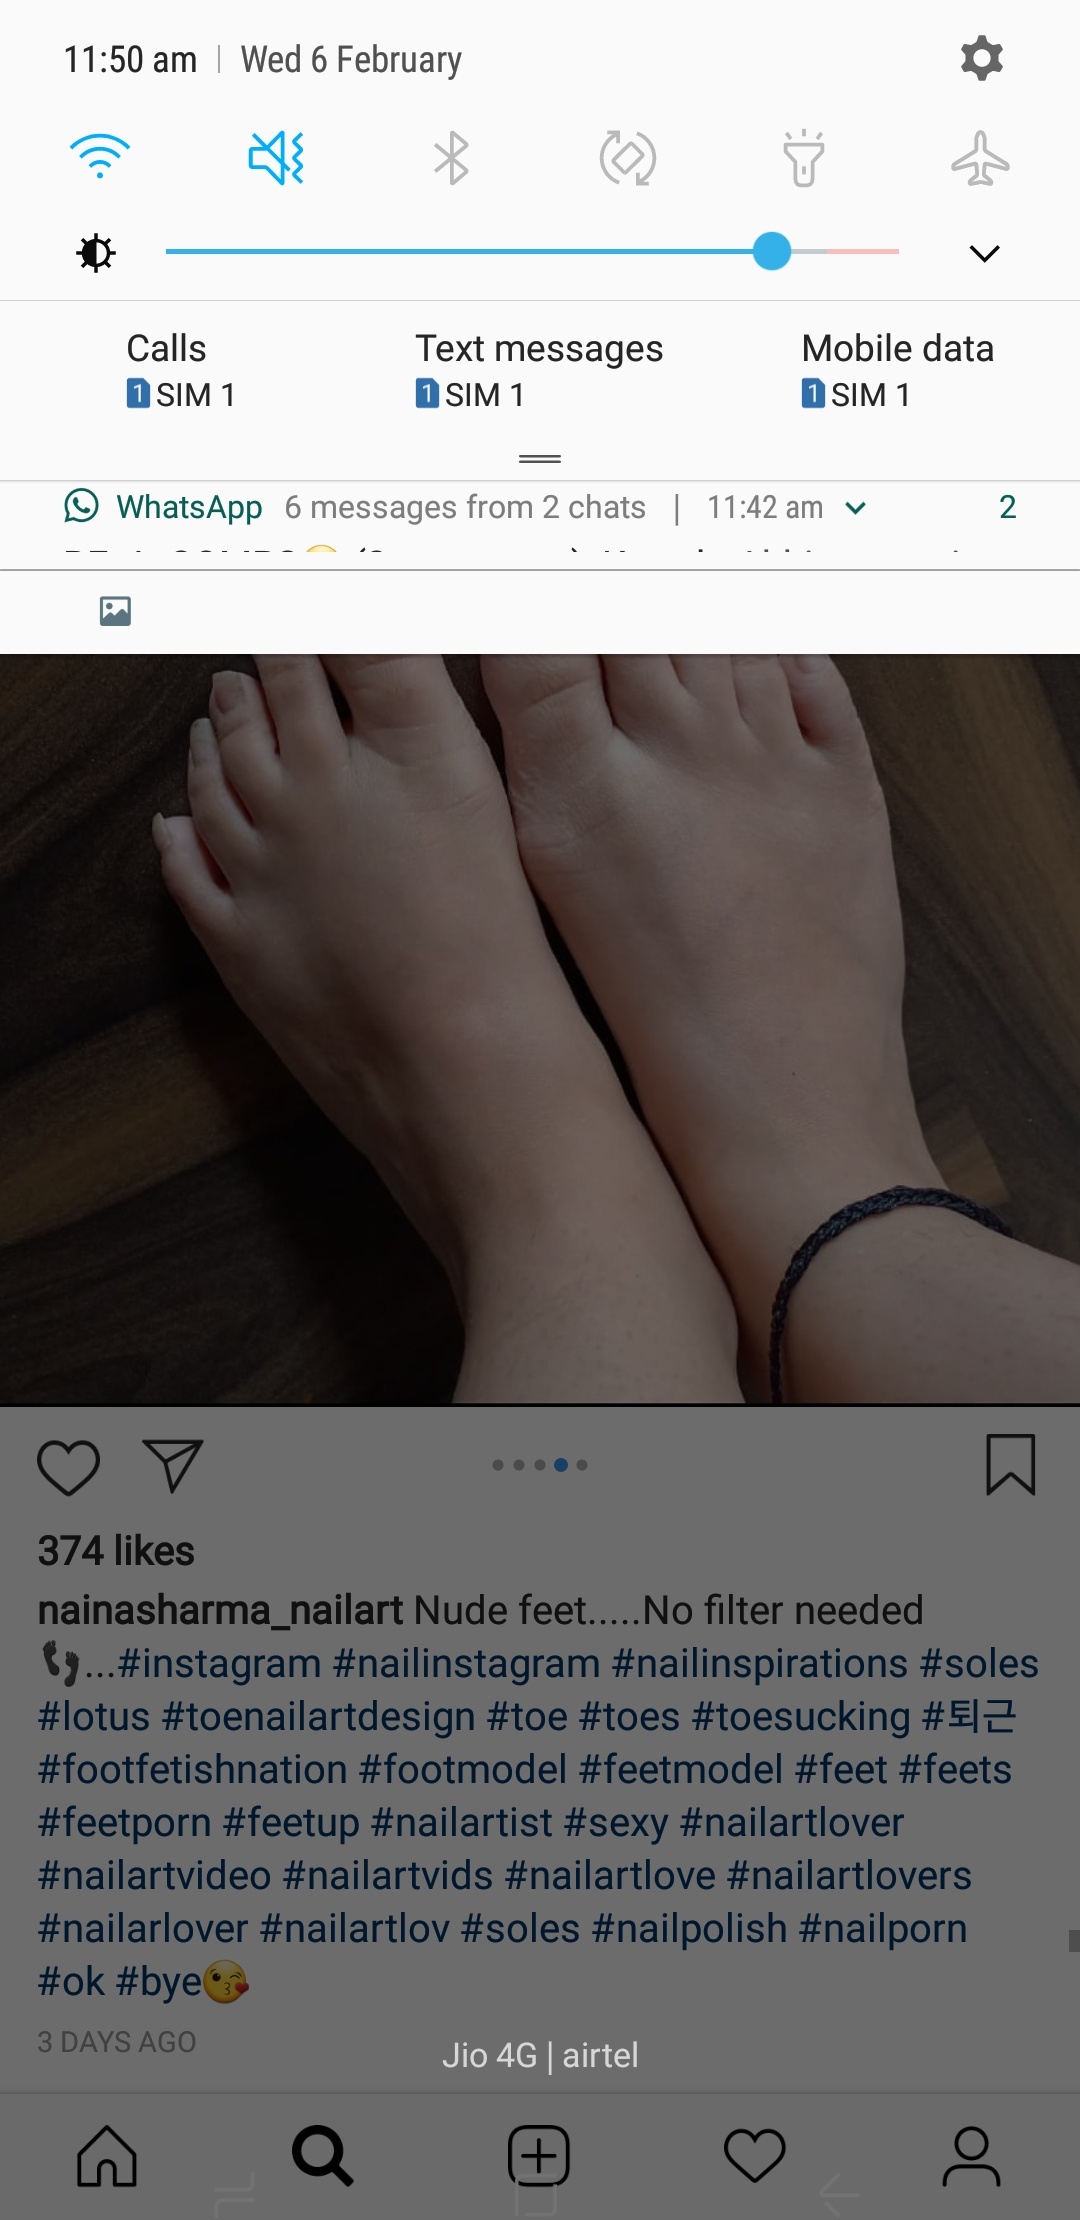 11:50 am | Wed 6 February
Calls
1 SIM 1
Text messages
1 SIM 1
Mobile data
1 SIM 1
WhatsApp 6 messages from 2 chats | 11:42 am 2
374 likes
nainasharma_nailart Nude feet.....No filter needed
👣...#instagram #nailinstagram #nailinspirations #soles
#lotus #toenailartdesign #toe #toes #toesucking #퇴근
#footfetishnation #footmodel #feetmodel #feet #feets
#feetporn #feetup #nailartist #sexy #nailartlover
#nailartvideo #nailartvids #nailartlove #nailartlovers
#nailarlover #nailartlov #soles #nailpolish #nailporn
#ok #bye😘
3 DAYS AGO
Jio 4G | airtel